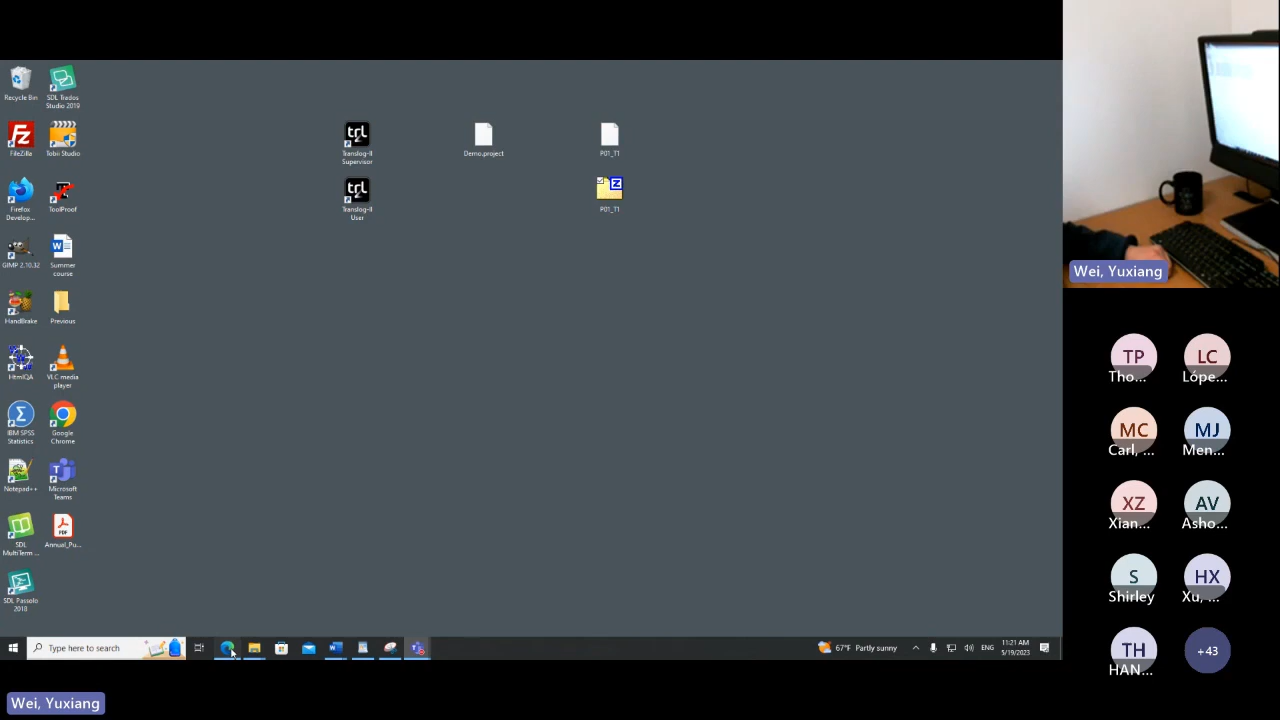 Recycle Bin
SDL Trados
Studio 2019
trl
Translog-II
Supervisor
Demo.project
P01_T1
FileZilla
Tobii Studio
Firefox
Develop...
ToolProof
trl
Translog-II
User
P01_T1
GIMP 2.10.32
Summer
course
HandBrake
Previous
HtmlQA
VLC media
player
IBM SPSS
Statistics
Google
Chrome
Notepad++
Microsoft
Teams
SDL
MultiTerm ...
PDF
Annual_Pu...
SDL Passolo
2018
Type here to search
67°F Partly sunny
ENG
11:21 AM
5/19/2023
Wei, Yuxiang
Wei, Yuxiang
TP
Tho...
LC
Lópe...
MC
Carl, ...
MJ
Men...
XZ
Xian...
AV
Asho...
S
Shirley
HX
Xu, ...
TH
HAN...
+43